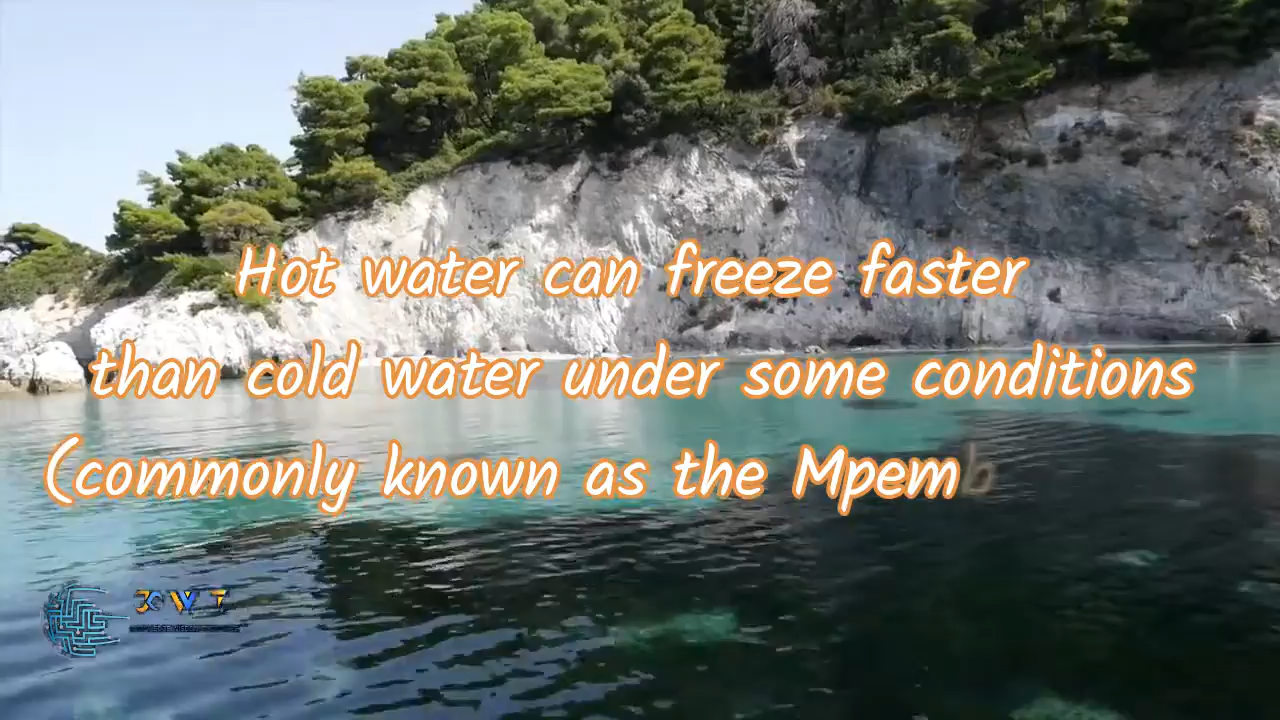 Hot water can freeze faster
than cold water under some conditions
(commonly known as the Mpemb